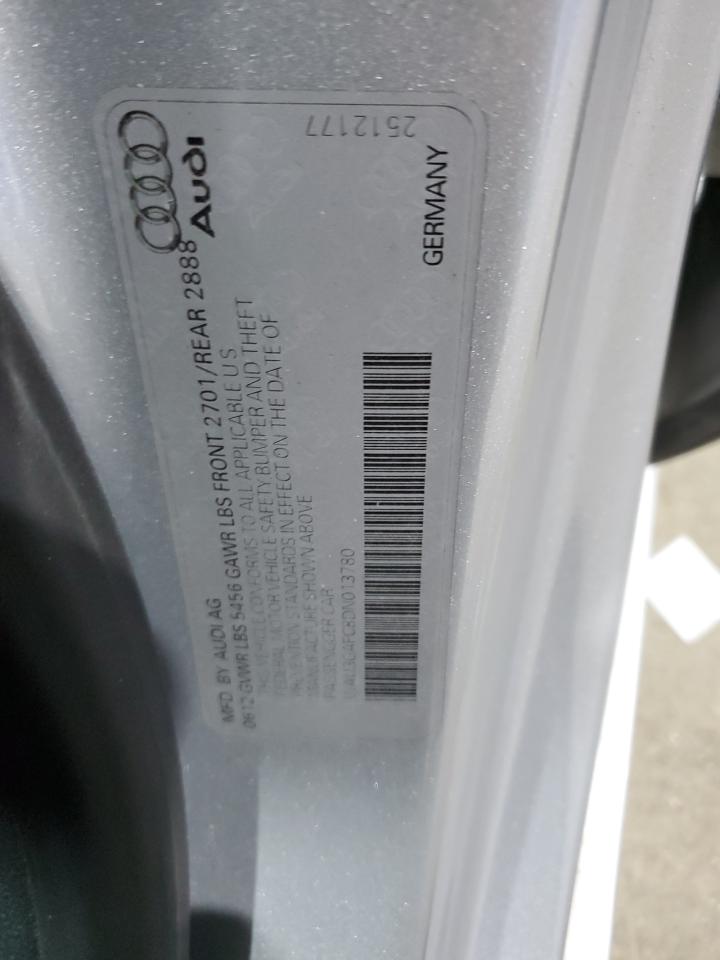 AUDI
MFD. BY AUDI AG
06.12 GVWR LBS 5456 GAWR LBS FRONT 2701/REAR 2888
THIS VEHICLE CONFORMS TO ALL APPLICABLE U S
FEDERAL MOTOR VEHICLE SAFETY BUMPER AND THEFT
PREVENTION STANDARDS IN EFFECT ON THE DATE OF
MANUFACTURE SHOWN ABOVE
PASSENGER CAR
GERMANY
2512177